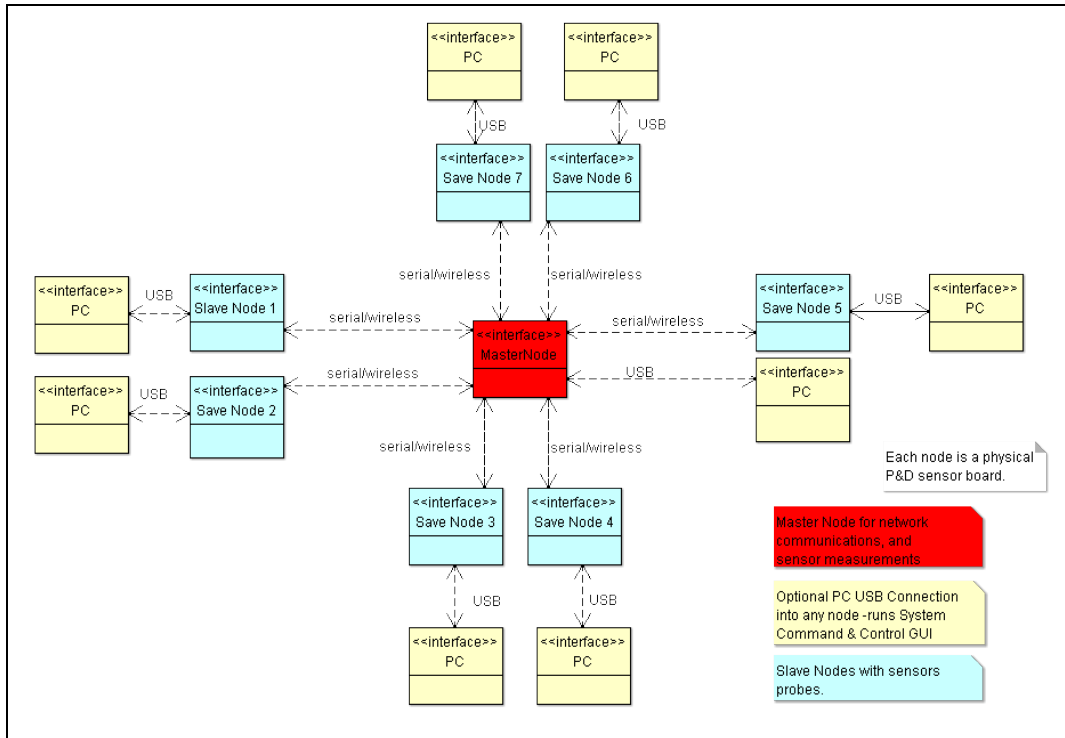 <<interface>>
PC
<<interface>>
PC
USB
USB
<<interface>>
Save Node 7
<<interface>>
Save Node 6
serial/wireless
serial/wireless
<<interface>>
PC
USB
<<interface>>
Slave Node 1
serial/wireless
<<interface>>
MasterNode
serial/wireless
<<interface>>
Save Node 5
USB
<<interface>>
PC
<<interface>>
PC
USB
<<interface>>
Save Node 2
serial/wireless
USB
<<interface>>
PC
serial/wireless
serial/wireless
Each node is a physical
P&D sensor board.
<<interface>>
Save Node 3
<<interface>>
Save Node 4
Master Node for network
communications, and
sensor measurements
USB
USB
Optional PC USB Connection
into any node -runs System
Command & Control GUI
<<interface>>
PC
<<interface>>
PC
Slave Nodes with sensors
probes.